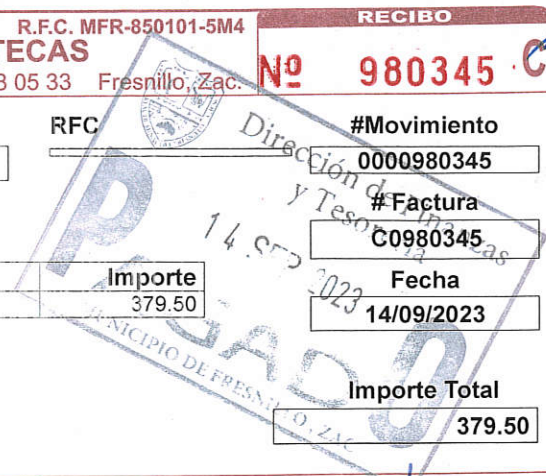 R.F.C. MFR-850101-5M4
RECIBO
TECAS
3 05 33 Fresnillo, Zac.
Nº 980345 C
RFC
#Movimiento
0000980345
# Factura
C0980345
Importe
379.50
Fecha
14/09/2023
Importe Total
379.50
Dirección de Finanzas
y Tesorería
14 SEP 2023
PAGADO
MUNICIPIO DE FRESNILLO, ZAC.